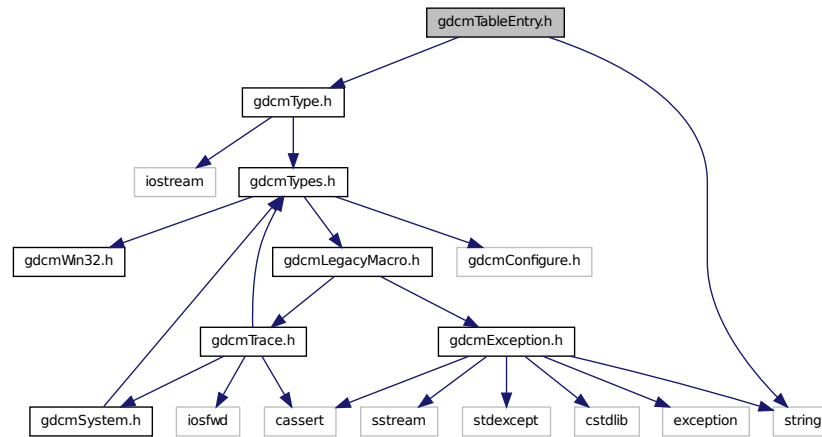 gdcmTableEntry.h
gdcmType.h
iostream
gdcmTypes.h
gdcmWin32.h
gdcmLegacyMacro.h
gdcmConfigure.h
gdcmTrace.h
gdcmException.h
gdcmSystem.h
iosfwd
cassert
sstream
stdexcept
cstdlib
exception
string